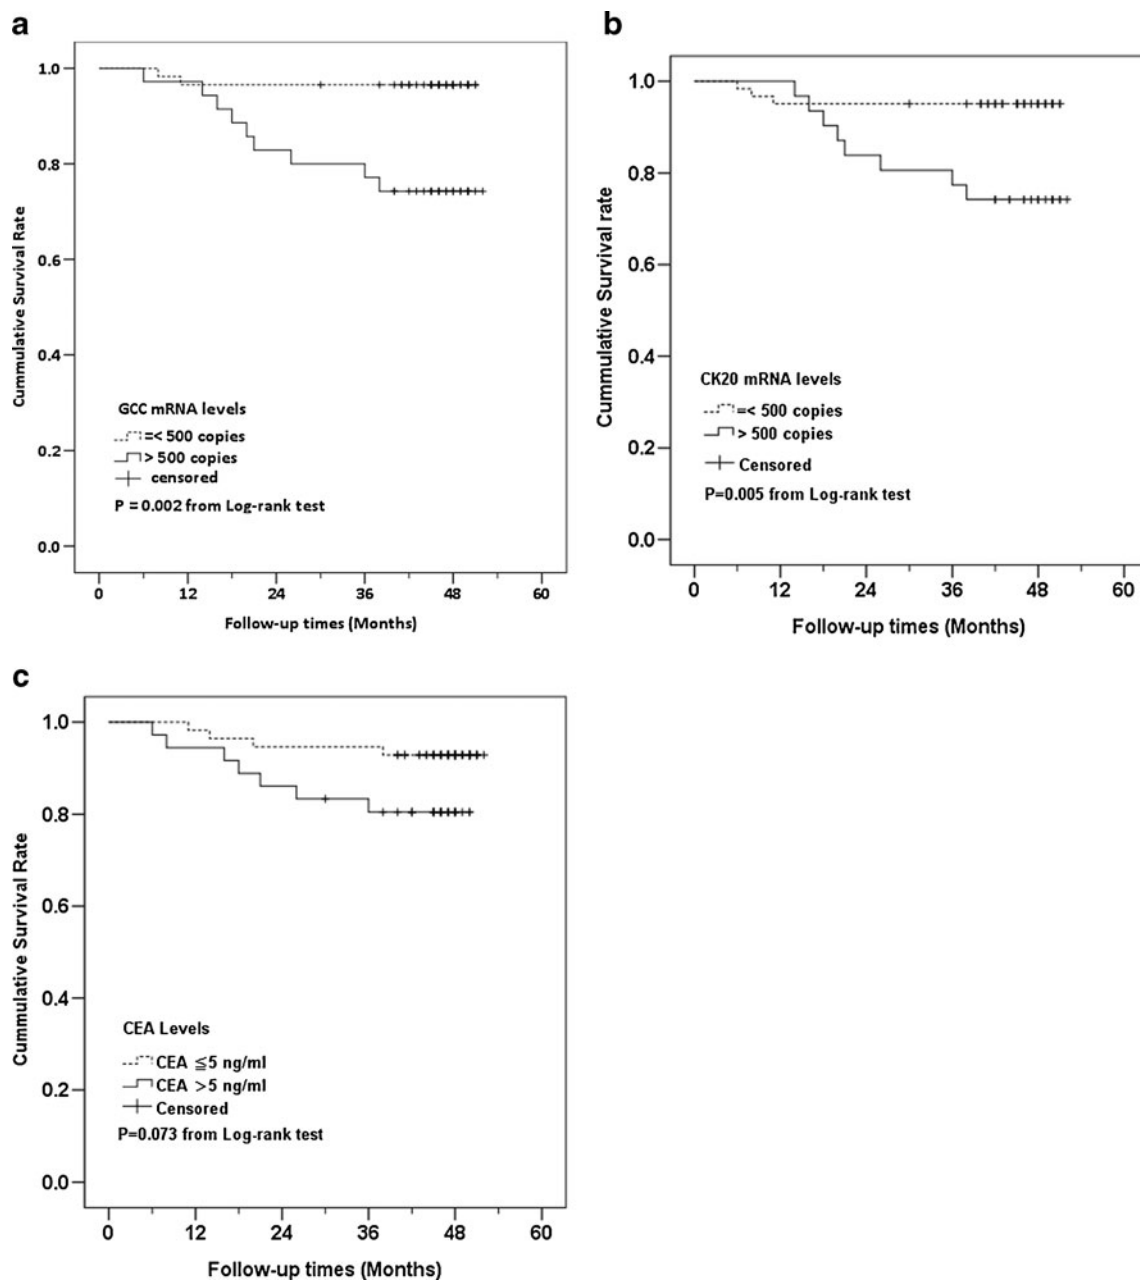 a
Cummulative Survival Rate
1.0
0.8
0.6
0.4
0.2
0.0
GCC mRNA levels
=< 500 copies
> 500 copies
censored
P = 0.002 from Log-rank test
0 12 24 36 48 60
Follow-up times (Months)
b
Cummulative Survival rate
1.0
0.8
0.6
0.4
0.2
0.0
CK20 mRNA levels
=< 500 copies
> 500 copies
Censored
P=0.005 from Log-rank test
0 12 24 36 48 60
Follow-up times (Months)
c
Cummulative Survival Rate
1.0
0.8
0.6
0.4
0.2
0.0
CEA Levels
CEA ≦5 ng/ml
CEA >5 ng/ml
Censored
P=0.073 from Log-rank test
0 12 24 36 48 60
Follow-up times (Months)